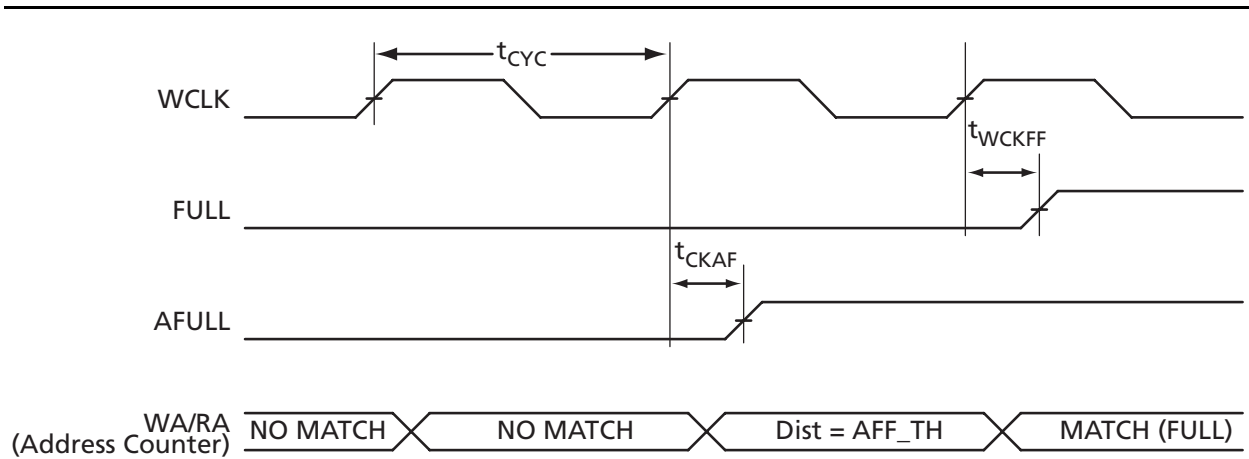 tCYC
WCLK
tWCKFF
FULL
tCKAF
AFULL
WA/RA
(Address Counter)
NO MATCH
NO MATCH
Dist = AFF_TH
MATCH (FULL)